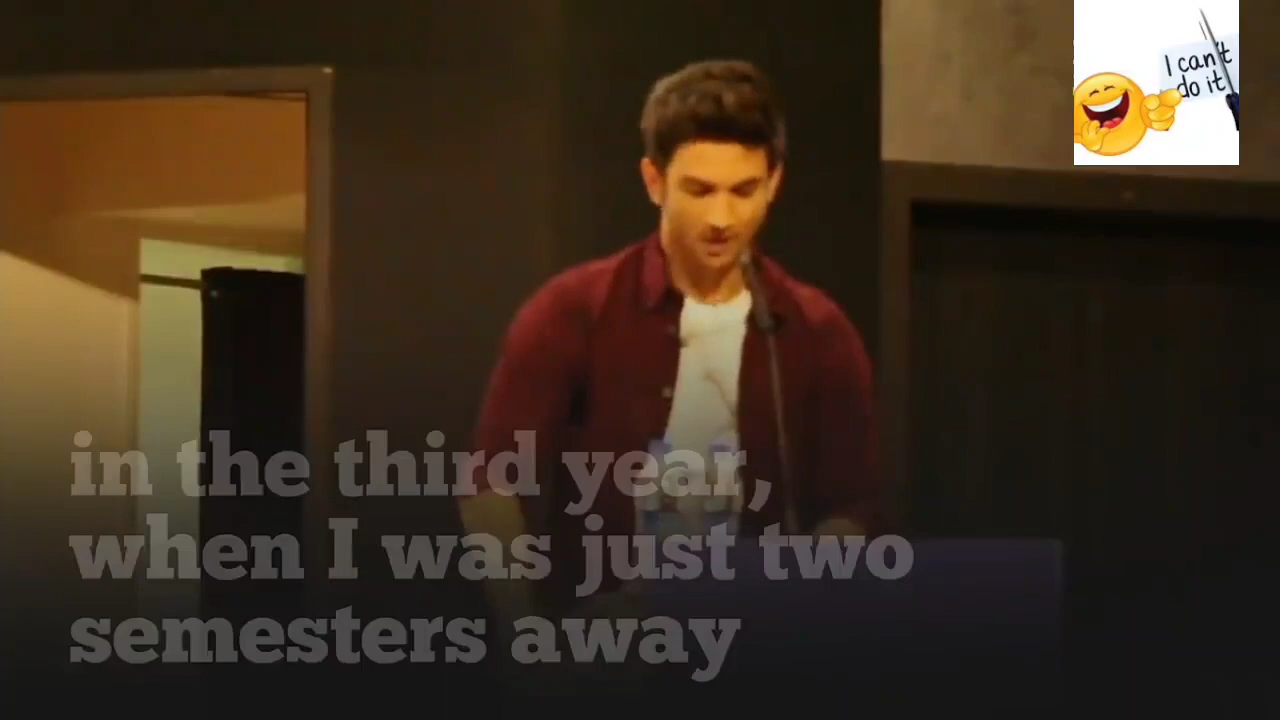 I can't
do it
in the third year,
when I was just two
semesters away